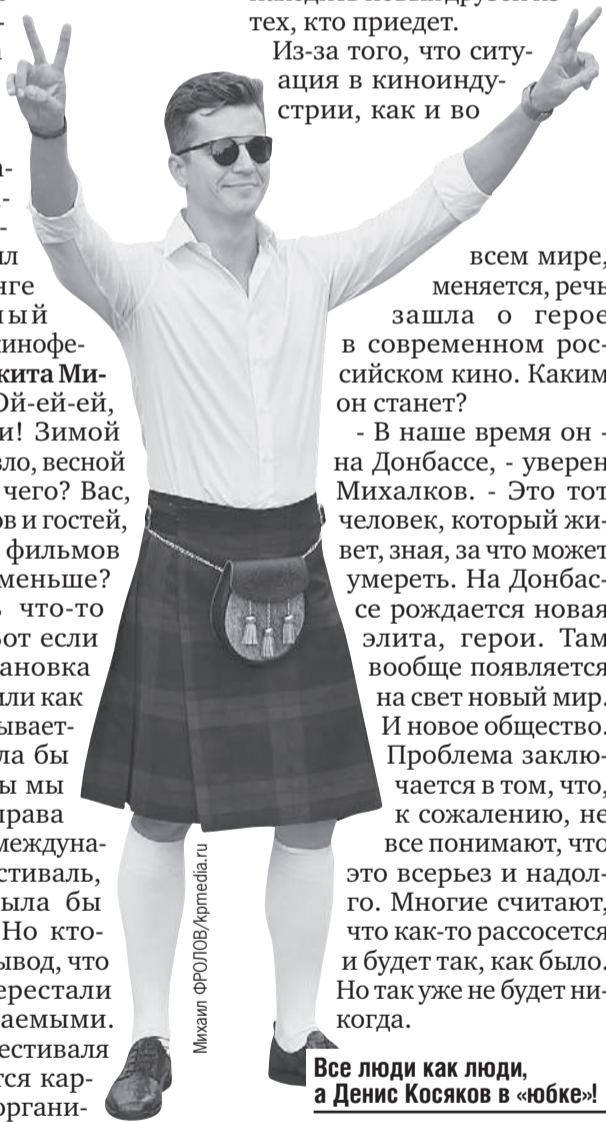 а-
ил
нге
ный
кинофе-
кита Ми-
Ой-ей-ей,
и! Зимой
зло, весной
чего? Вас,
ов и гостей,
фильмов
меньше?
ь что-то
Вот если
ановка
или как
ывает-
ла бы
ы мы
права
междуна-
стиваль,
ыла бы
Но кто-
ывод, что
ерестали
аемыми.
естиваля
тся кар-
органи-
тех, кто приедет.
Из-за того, что ситу-
ация в киноинду-
стрии, как и во
всем мире,
меняется, речь
зашла о герое
в современном рос-
сийском кино. Каким
он станет?
- В наше время он -
на Донбассе, - уверен
Михалков. - Это тот
человек, который жи-
вет, зная, за что может
умереть. На Донбас-
се рождается новая
элита, герои. Там
вообще появляется
на свет новый мир.
И новое общество.
Проблема заклю-
чается в том, что,
к сожалению, не
все понимают, что
это всерьез и надол-
го. Многие считают,
что как-то рассосется
и будет так, как было.
Но так уже не будет ни-
когда.
Михаил ФРОЛОВ/kpmedia.ru
Все люди как люди,
а Денис Косяков в «юбке»!